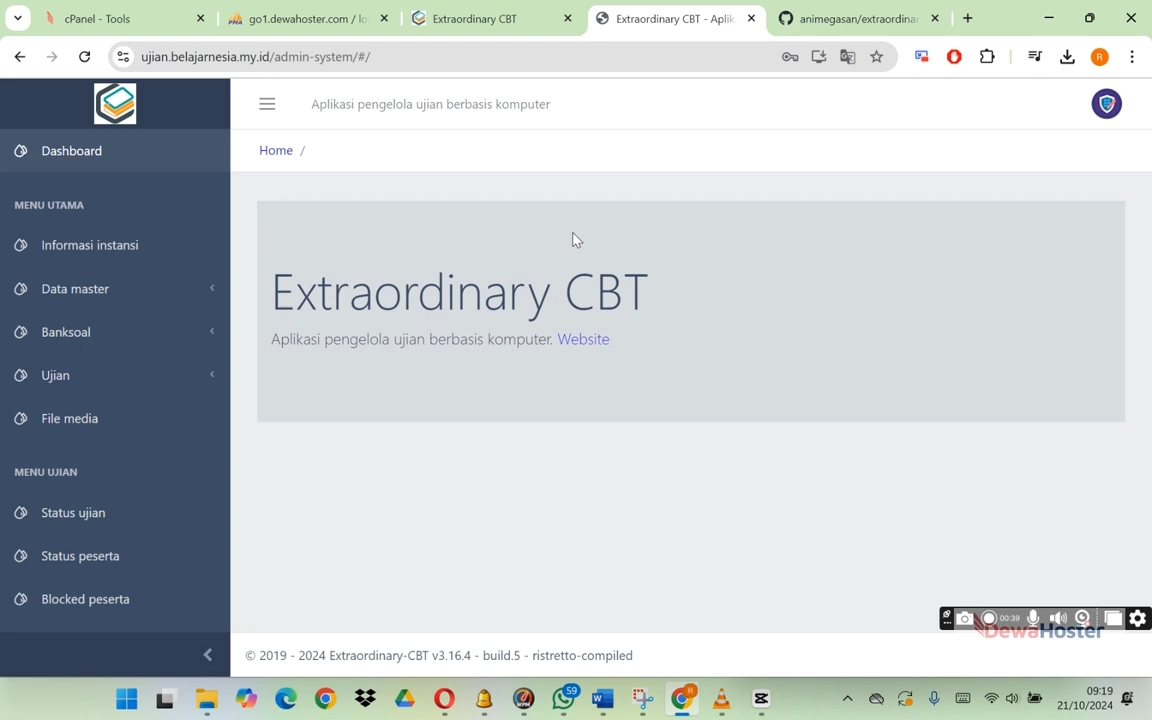 cPanel - Tools
go1.dewahoster.com / lo
Extraordinary CBT
Extraordinary CBT - Aplik
animegasan/extraordinar
ujian.belajarnesia.my.id/admin-system/#/
R
Aplikasi pengelola ujian berbasis komputer
Dashboard
Home /
MENU UTAMA
Informasi instansi
Data master
Banksoal
Ujian
File media
Extraordinary CBT
Aplikasi pengelola ujian berbasis komputer. Website
MENU UJIAN
Status ujian
Status peserta
Blocked peserta
00:39
DewaHoster
© 2019 - 2024 Extraordinary-CBT v3.16.4 - build.5 - ristretto-compiled
59
R
09:19
21/10/2024